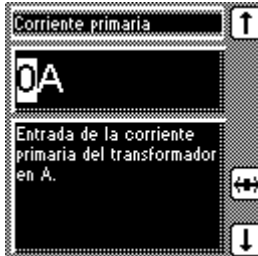 Corriente primaria
0A
Entrada de la corriente
primaria del transformador
en A.